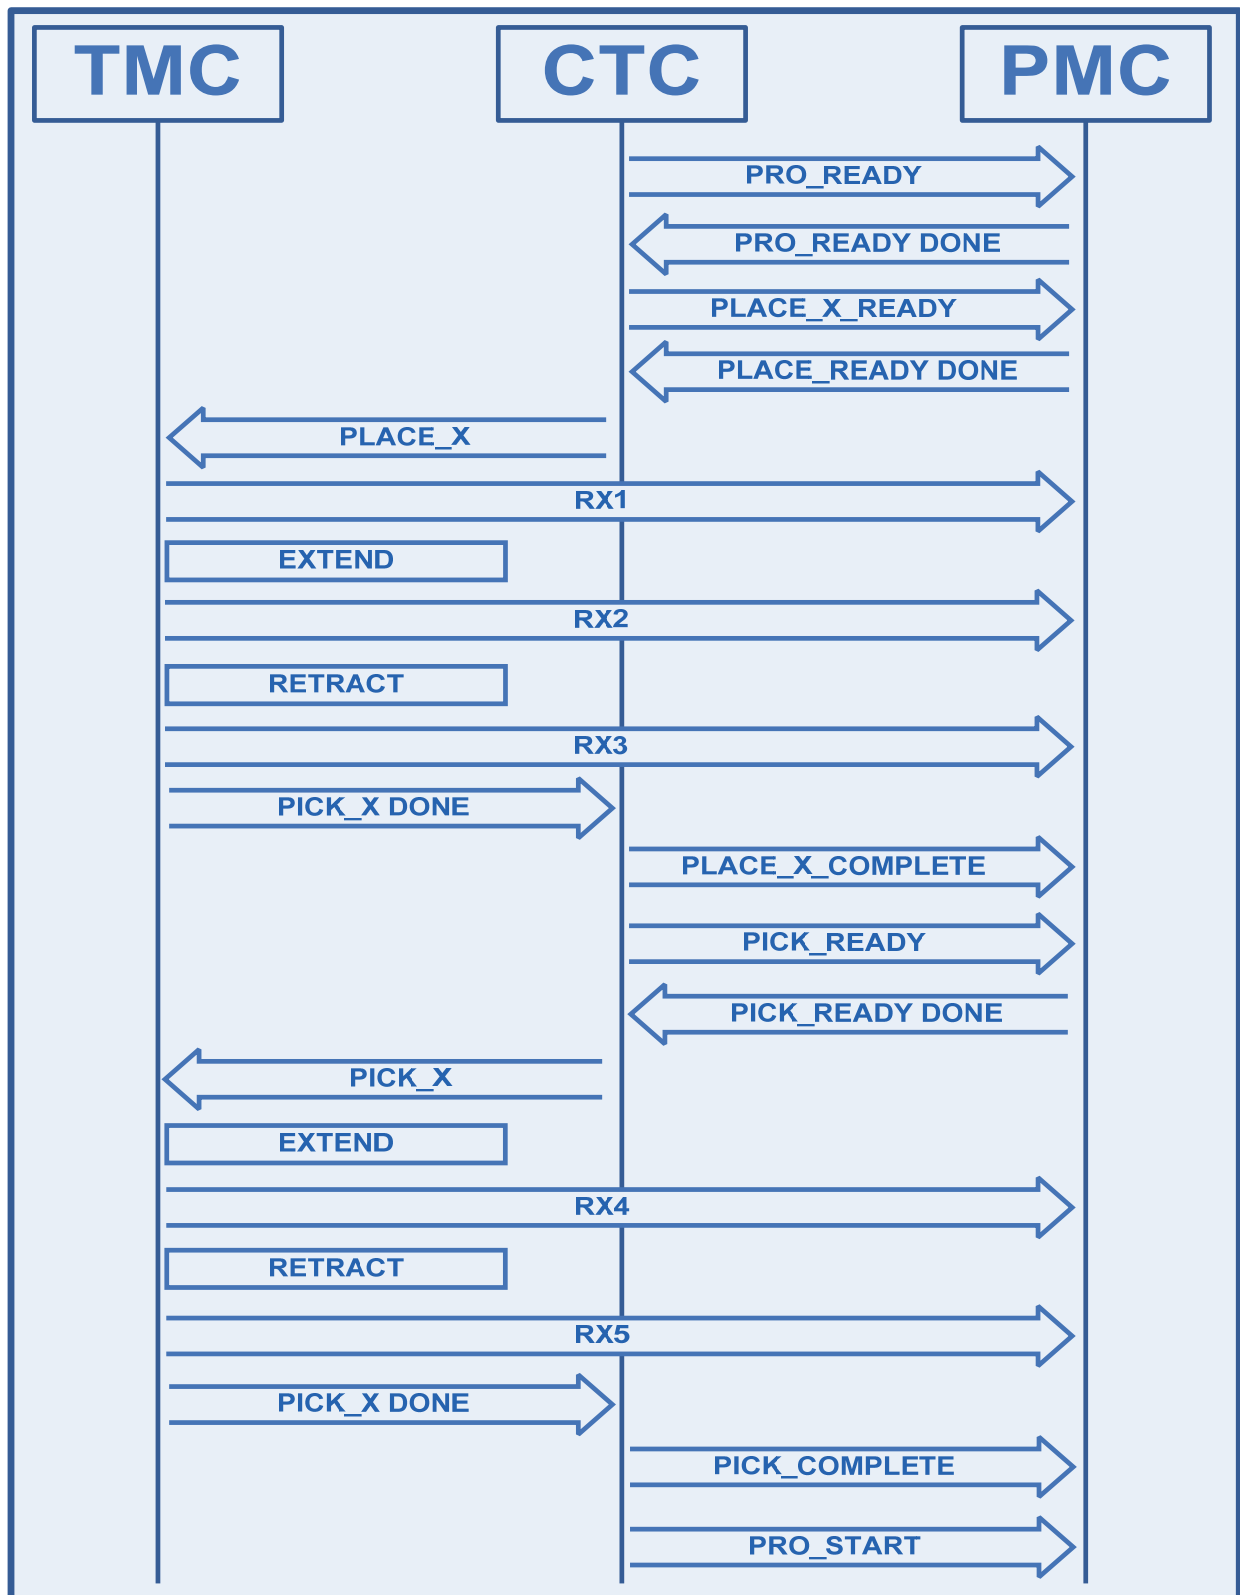 TMC CTC PMC
PRO_READY
PRO_READY DONE
PLACE_X_READY
PLACE_READY DONE
PLACE_X
RX1
EXTEND
RX2
RETRACT
RX3
PICK_X DONE
PLACE_X_COMPLETE
PICK_READY
PICK_READY DONE
PICK_X
EXTEND
RX4
RETRACT
RX5
PICK_X DONE
PICK_COMPLETE
PRO_START